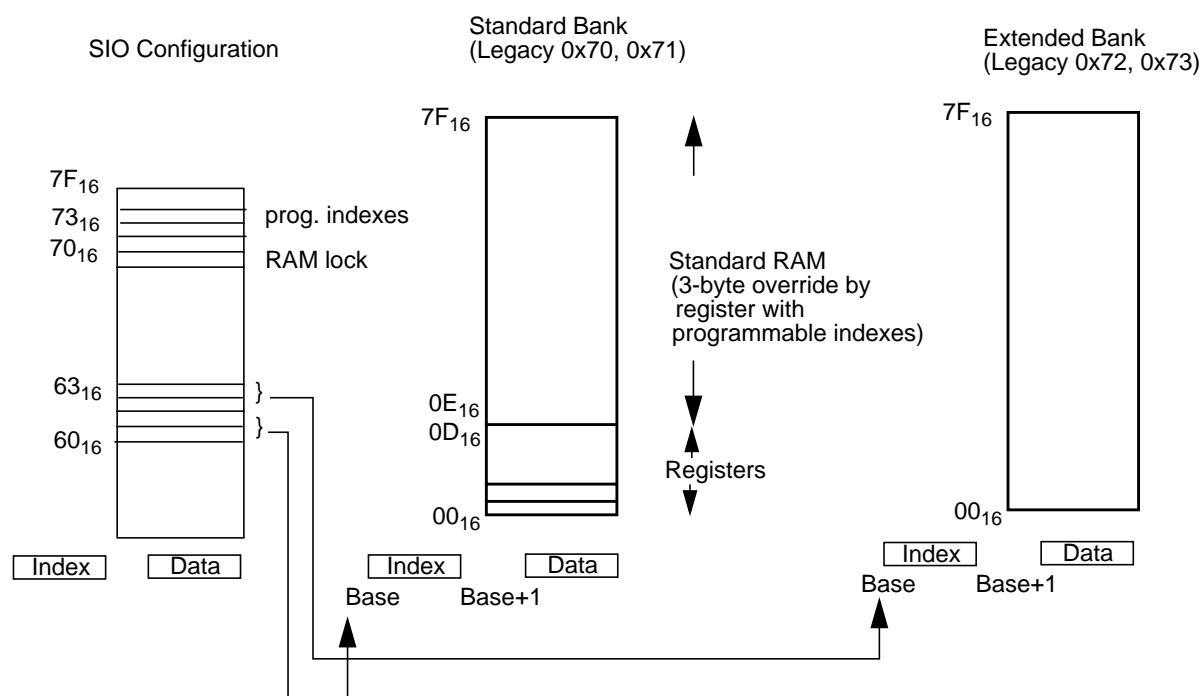 SIO Configuration
7F₁₆
73₁₆
70₁₆
prog. indexes
RAM lock
63₁₆
}
60₁₆
}
Index
Data
Standard Bank
(Legacy 0x70, 0x71)
7F₁₆
0E₁₆
0D₁₆
00₁₆
Standard RAM
(3-byte override by
register with
programmable indexes)
Registers
Index
Data
Base
Base+1
Extended Bank
(Legacy 0x72, 0x73)
7F₁₆
00₁₆
Index
Data
Base
Base+1